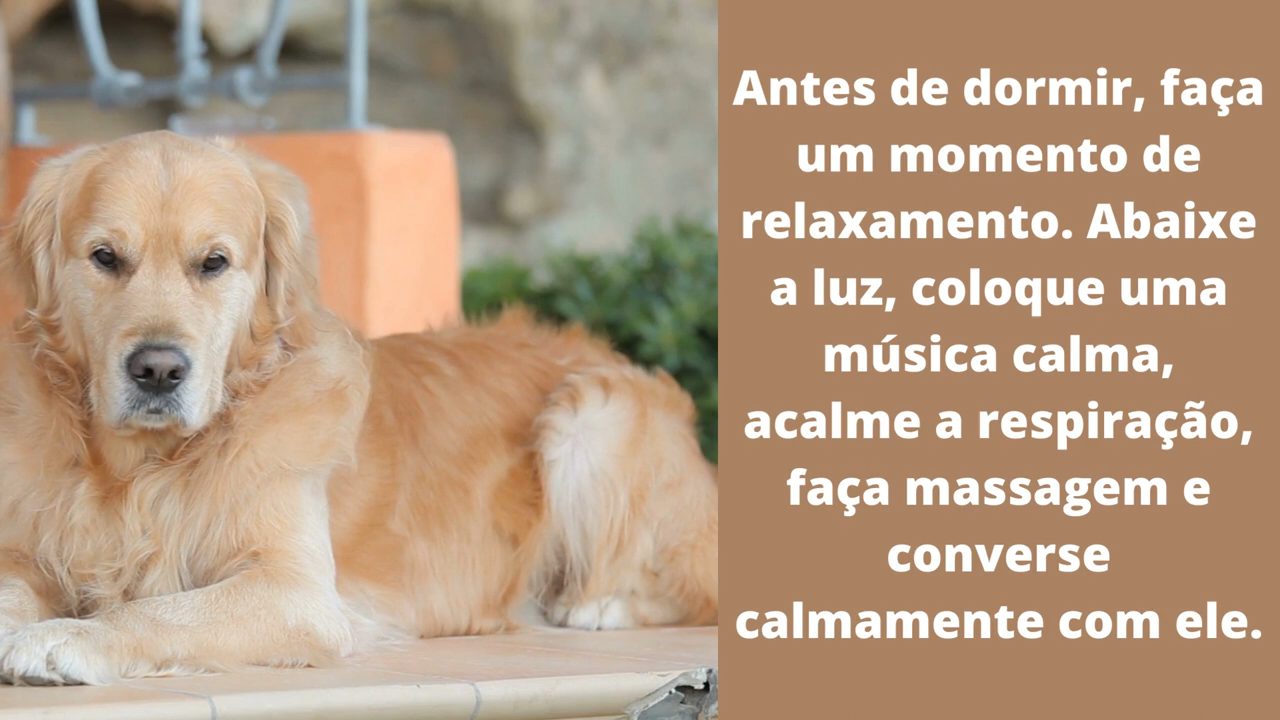 Antes de dormir, faça
um momento de
relaxamento. Abaixe
a luz, coloque uma
música calma,
acalme a respiração,
faça massagem e
converse
calmamente com ele.